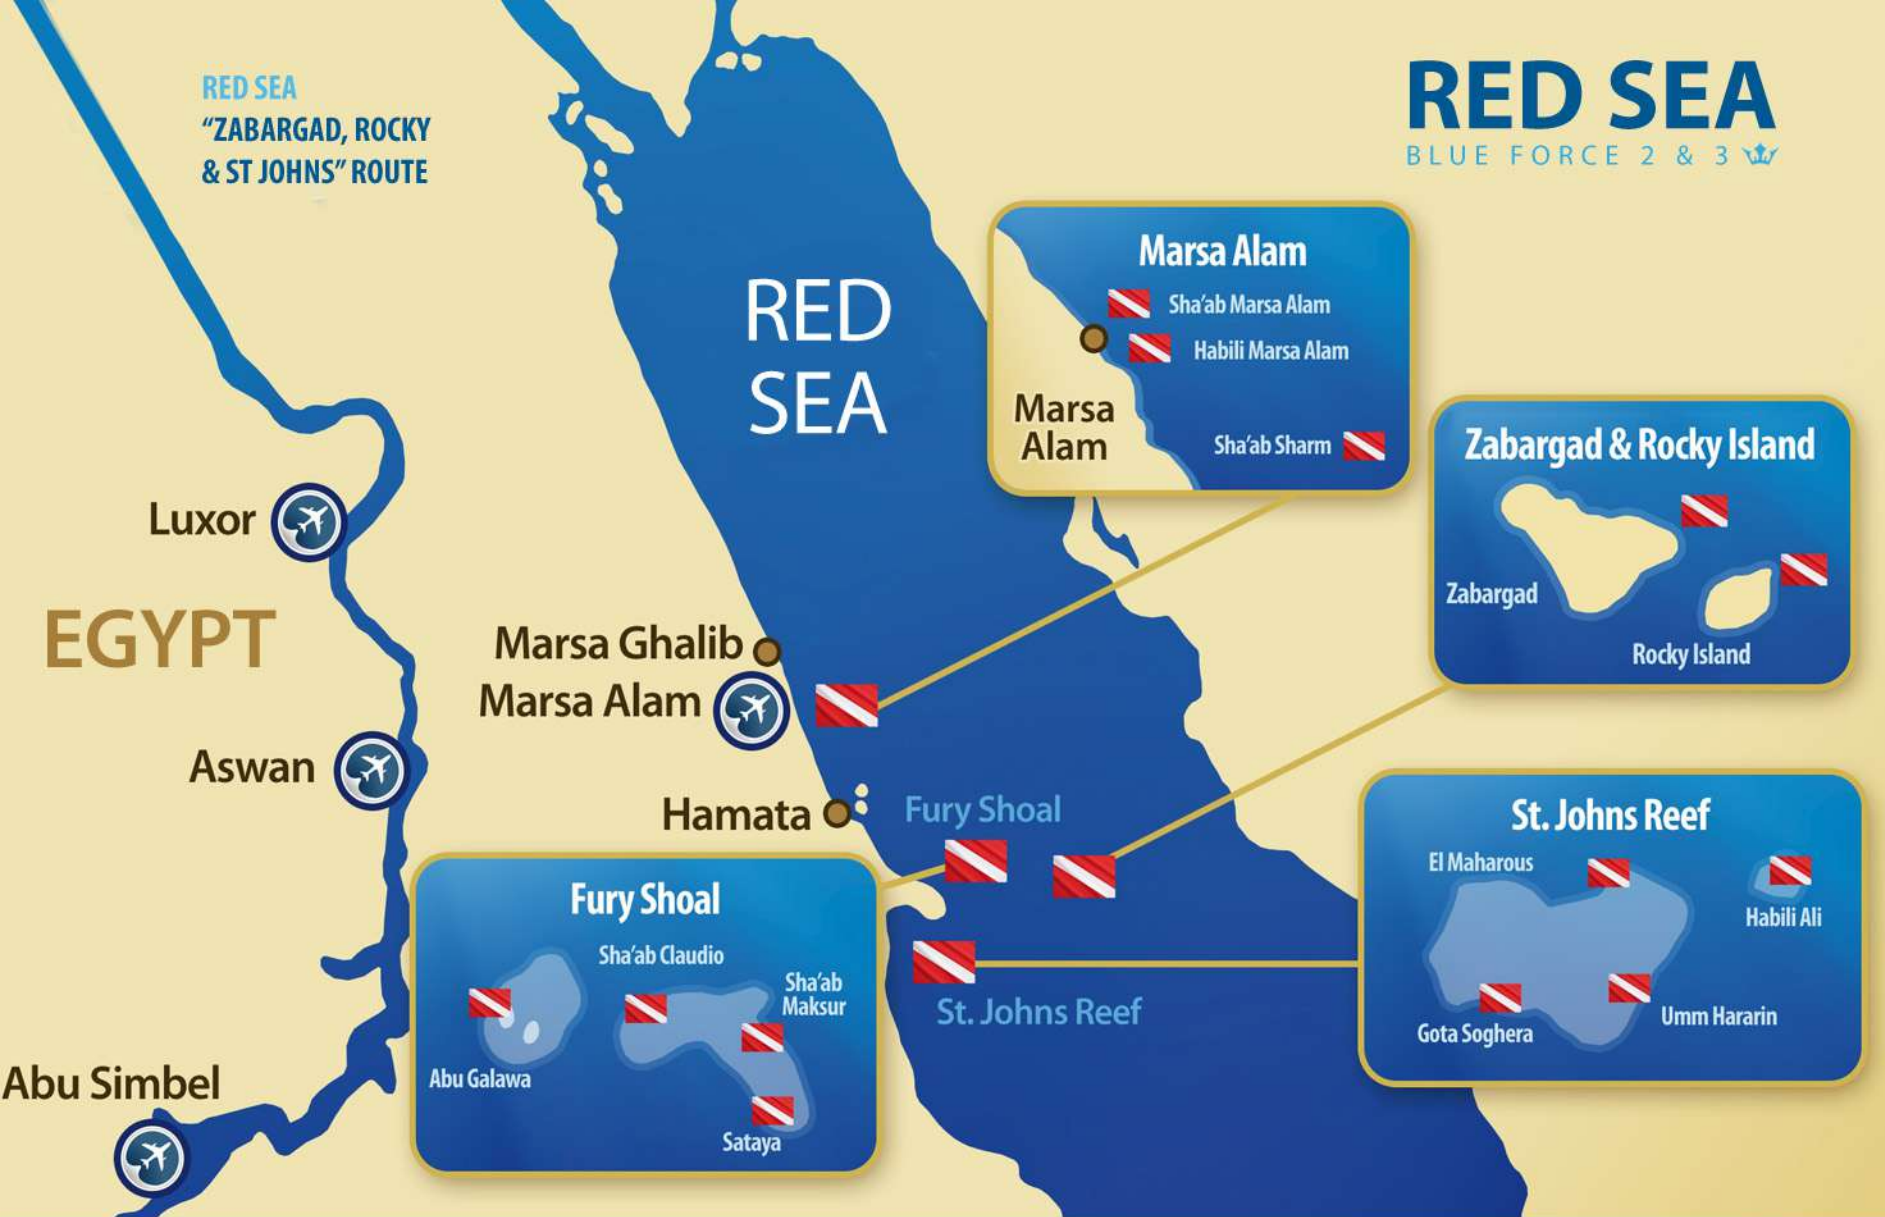 RED SEA
“ZABARGAD, ROCKY
& ST JOHNS” ROUTE
RED SEA
BLUE FORCE 2 & 3
RED
SEA
Marsa Alam
Sha'ab Marsa Alam
Habili Marsa Alam
Marsa
Alam
Sha'ab Sharm
Zabargad & Rocky Island
Zabargad
Rocky Island
Luxor
EGYPT
Marsa Ghalib
Marsa Alam
Aswan
Hamata
Fury Shoal
St. Johns Reef
El Maharous
Habili Ali
Gota Soghera
Umm Hararin
Fury Shoal
Sha'ab Claudio
Sha'ab
Maksur
Abu Galawa
Sataya
St. Johns Reef
Abu Simbel